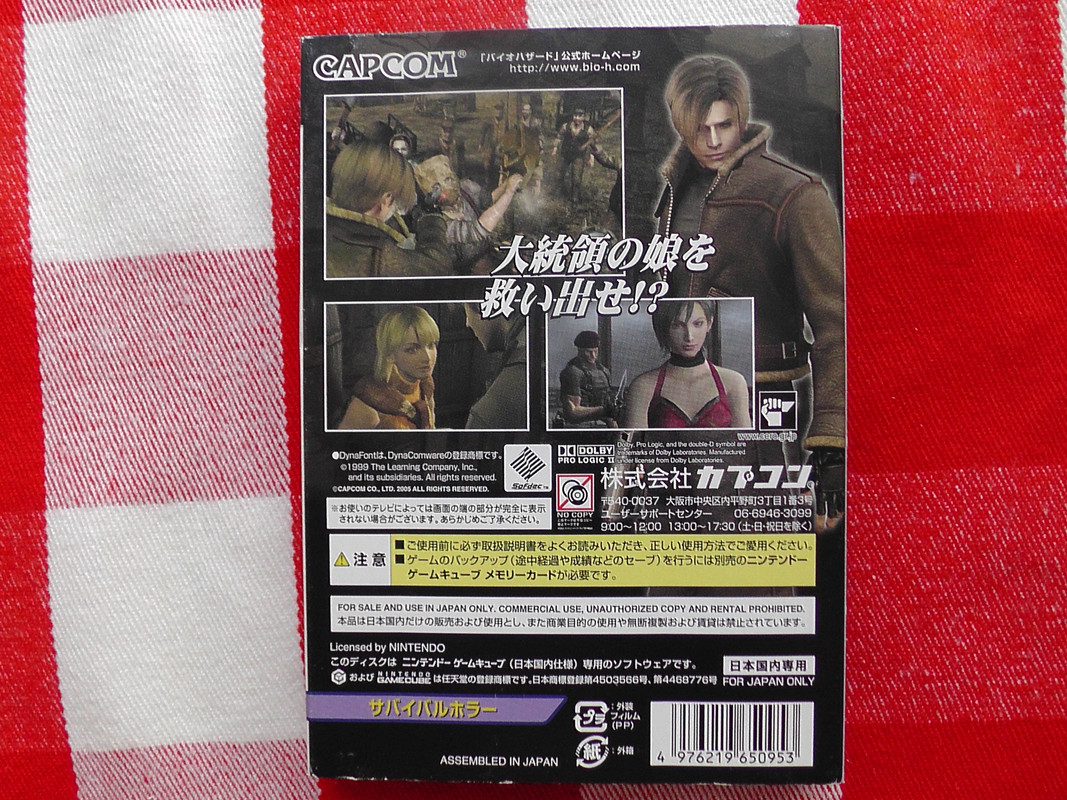 CAPCOM®
「バイオハザード」公式ホームページ
http://www.bio-h.com
大統領の娘を
救い出せ!?
www.cero.gr.jp
●DynaFontは、DynaComwareの登録商標です。
©1999 The Learning Company, Inc.,
and its subsidiaries. All rights reserved.
©CAPCOM CO., LTD. 2005 ALL RIGHTS RESERVED.
Sofdec™
DOLBY
PRO LOGIC II
Dolby, Pro Logic, and the double-D symbol are
trademarks of Dolby Laboratories. Manufactured
under license from Dolby Laboratories.
NO COPY
株式会社 カプコン
〒540-0037 大阪市中央区内平野町3丁目1番3号
ユーザーサポートセンター 06-6946-3099
9:00～12:00 13:00～17:30 (土・日・祝日を除く)
※お使いのテレビによっては画面の端の部分が完全に表示
されない場合がございます。あらかじめご了承ください。
注意
■ご使用前に必ず取扱説明書をよくお読みいただき、正しい使用方法でご愛用ください。
■ゲームのバックアップ(途中経過や成績などのセーブ)を行うには別売のニンテンドー
ゲームキューブ メモリーカードが必要です。
FOR SALE AND USE IN JAPAN ONLY. COMMERCIAL USE, UNAUTHORIZED COPY AND RENTAL PROHIBITED.
本品は日本国内だけの販売および使用とし、また商業目的の使用や無断複製および賃貸は禁止されています。
Licensed by NINTENDO
このディスクは ニンテンドー ゲームキューブ (日本国内仕様) 専用のソフトウェアです。
および NINTENDO GAMECUBE は任天堂の登録商標です。日本商標登録第4503566号、第4469776号
日本国内専用
FOR JAPAN ONLY
サバイバルホラー
プラ
:外装
フィルム
(PP)
紙
:外箱
ASSEMBLED IN JAPAN
4 976219 650953